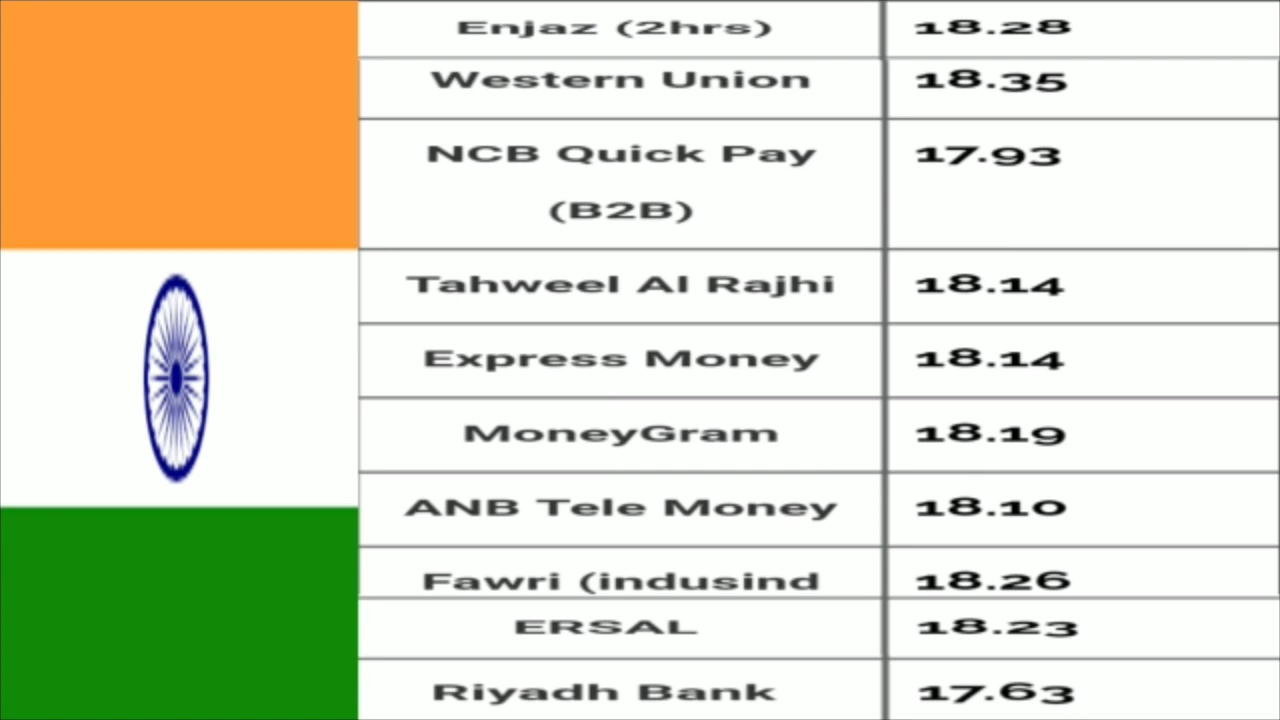 Enjaz (2hrs) 18.28
Western Union 18.35
NCB Quick Pay 17.93
(B2B)
Tahweel Al Rajhi 18.14
Express Money 18.14
MoneyGram 18.19
ANB Tele Money 18.10
Fawri (indusind 18.26
ERSAL 18.23
Riyadh Bank 17.63